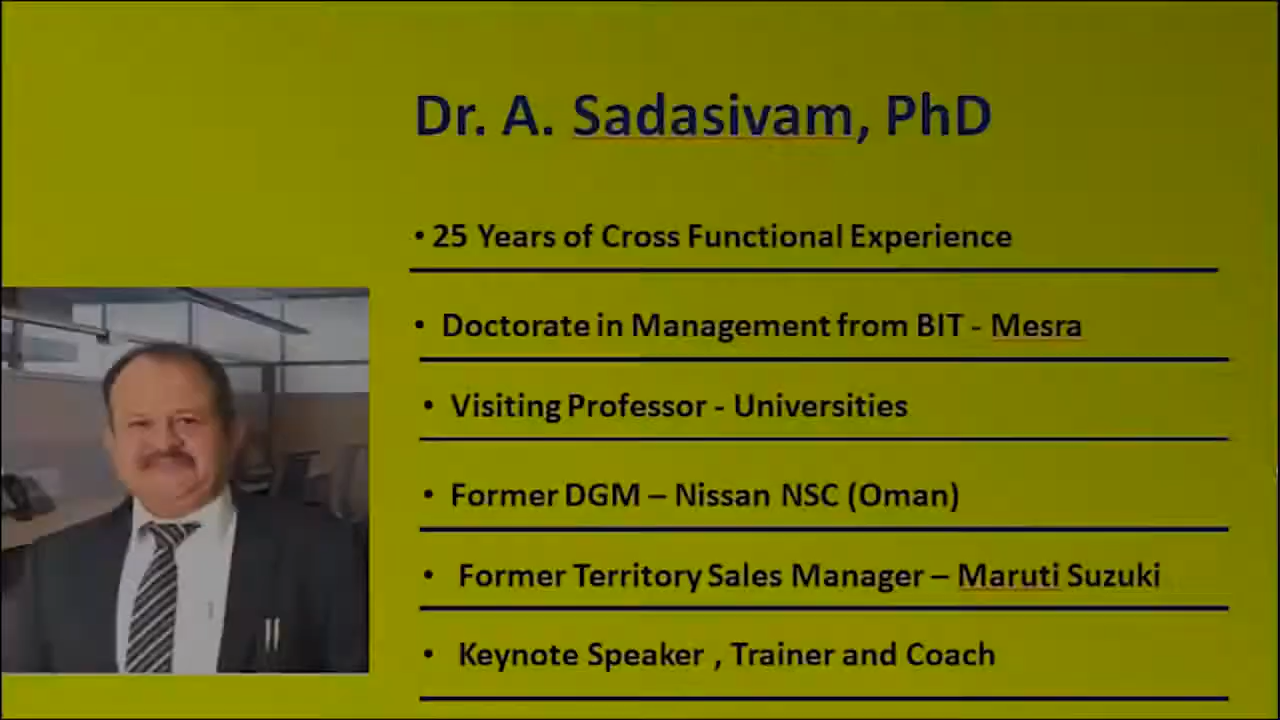 Dr. A. Sadasivam, PhD
• 25 Years of Cross Functional Experience
• Doctorate in Management from BIT - Mesra
• Visiting Professor - Universities
• Former DGM – Nissan NSC (Oman)
• Former Territory Sales Manager – Maruti Suzuki
• Keynote Speaker , Trainer and Coach